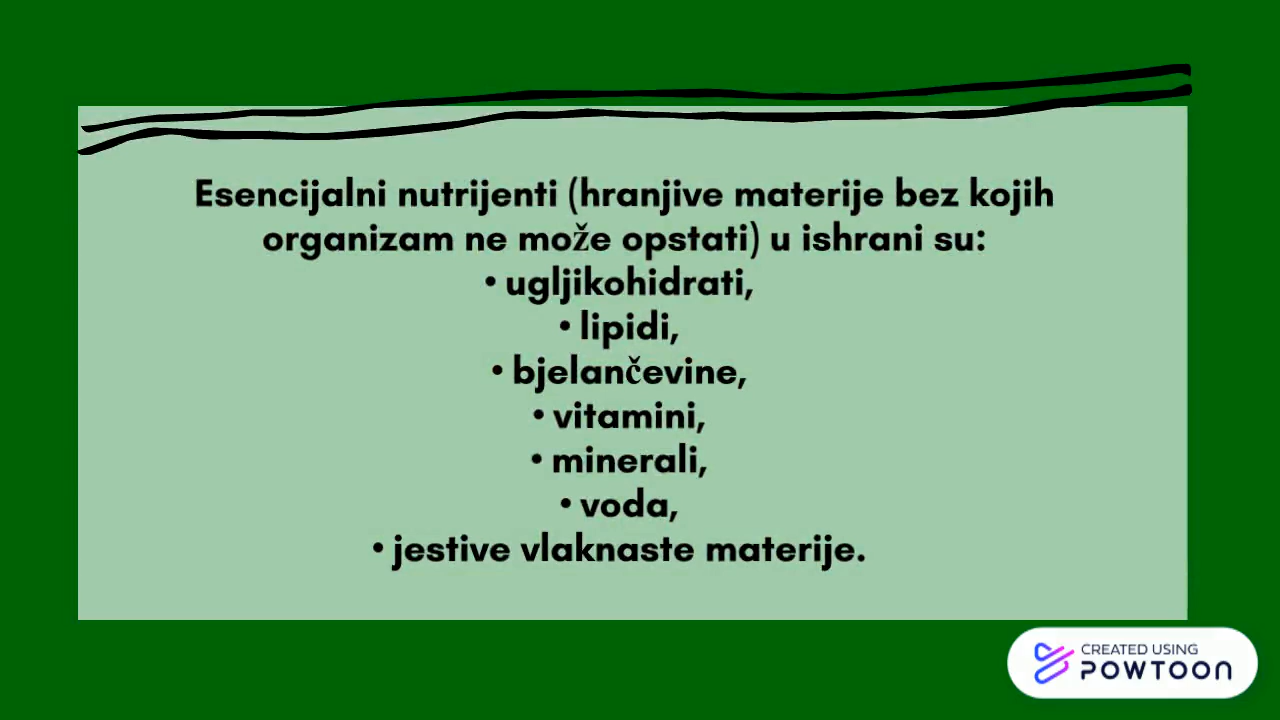 Esencijalni nutrijenti (hranjive materije bez kojih
organizam ne može opstati) u ishrani su:
• ugljikohidrati,
• lipidi,
• bjelančevine,
• vitamini,
• minerali,
• voda,
• jestive vlaknaste materije.
CREATED USING
POWTOON